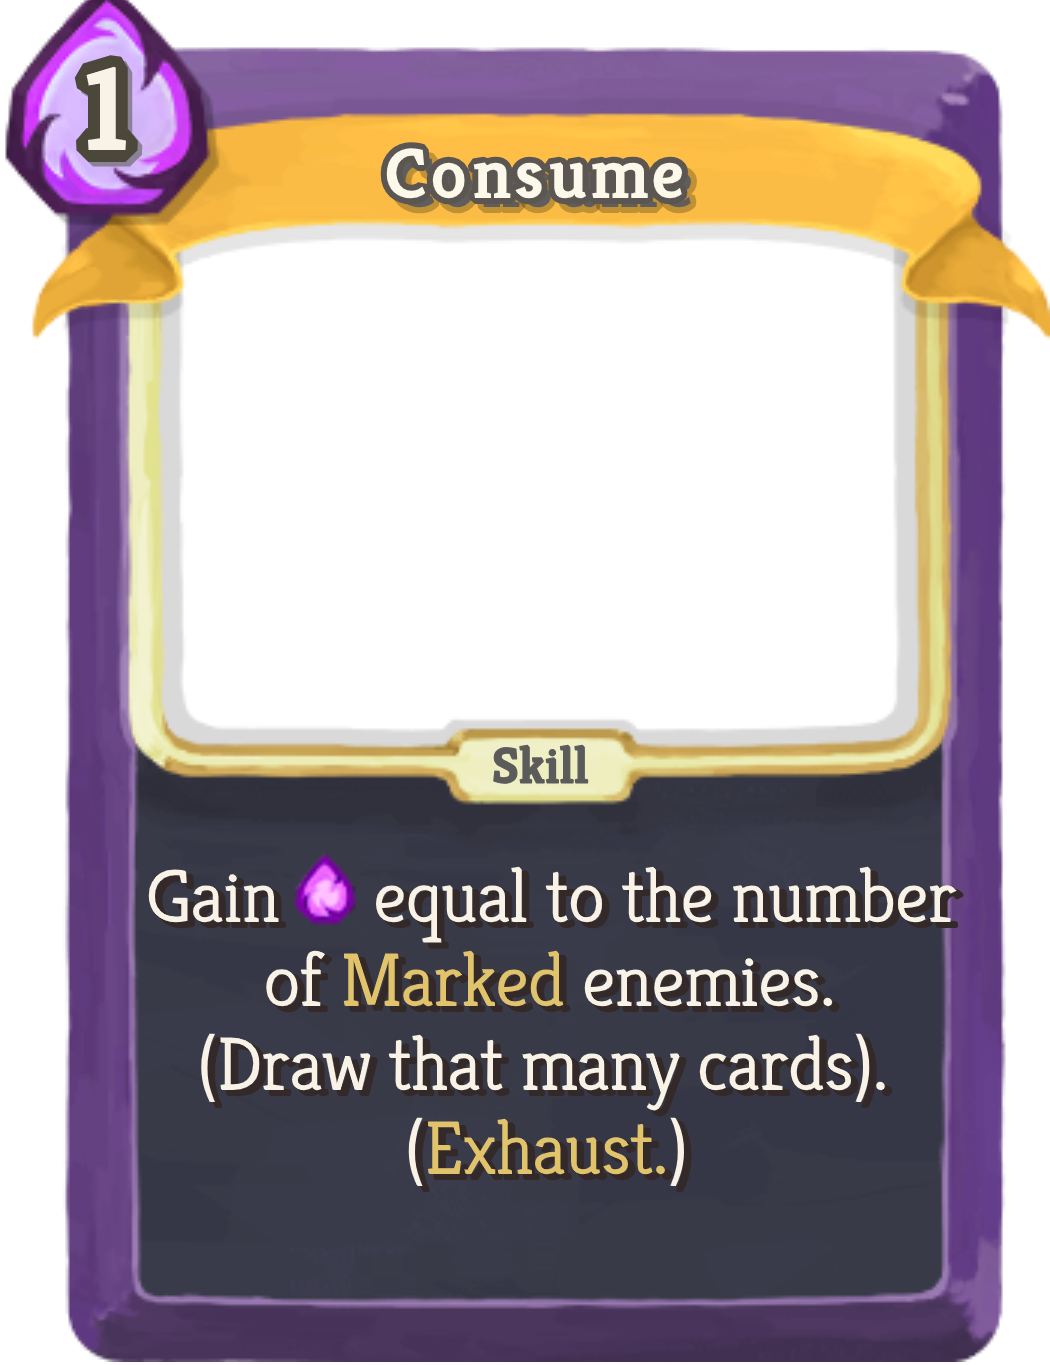 1
Consume
Skill
Gain equal to the number
of Marked enemies.
(Draw that many cards).
(Exhaust.)